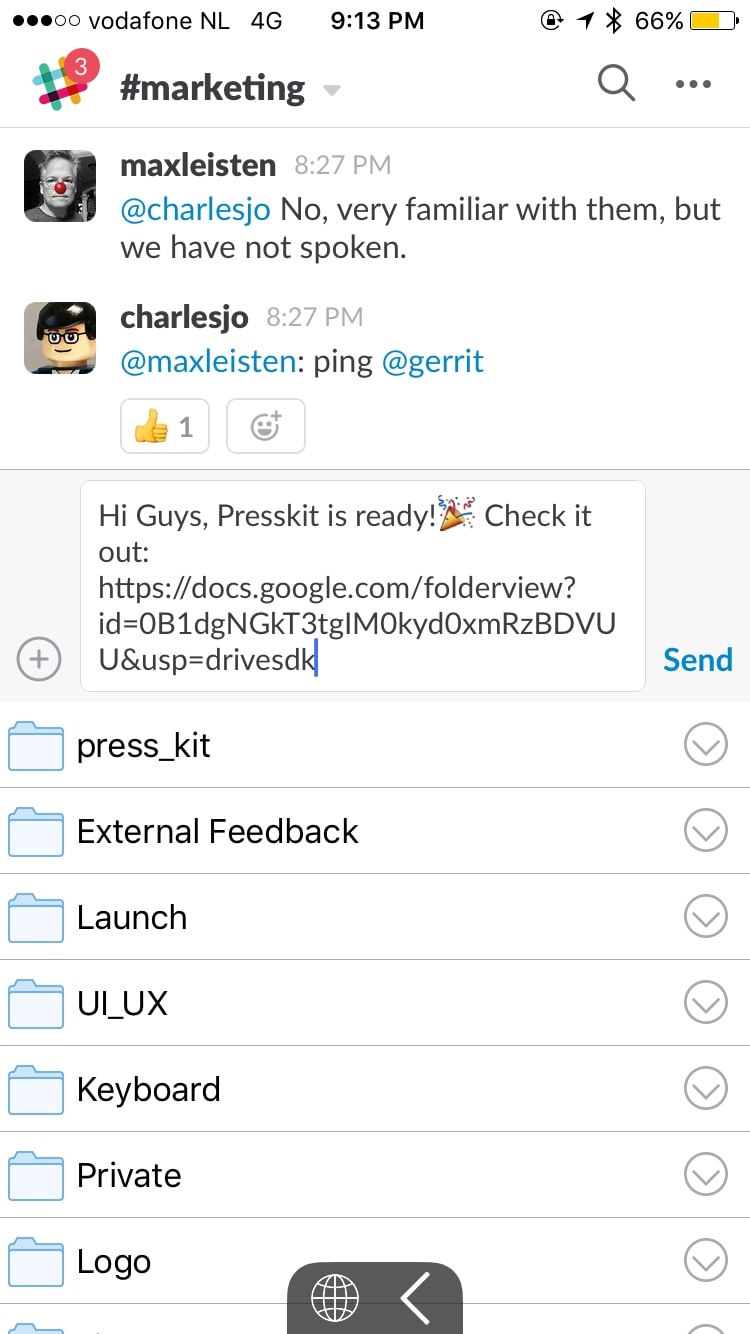 vodafone NL 4G 9:13 PM 66%
3
#marketing
maxleisten 8:27 PM
@charlesjo No, very familiar with them, but
we have not spoken.
charlesjo 8:27 PM
@maxleisten: ping @gerrit
👍 1
Hi Guys, Presskit is ready!🎉 Check it
out:
https://docs.google.com/folderview?
id=0B1dgNGkT3tgIM0kyd0xmRzBDVU
U&usp=drivesdk
Send
press_kit
External Feedback
Launch
UI_UX
Keyboard
Private
Logo